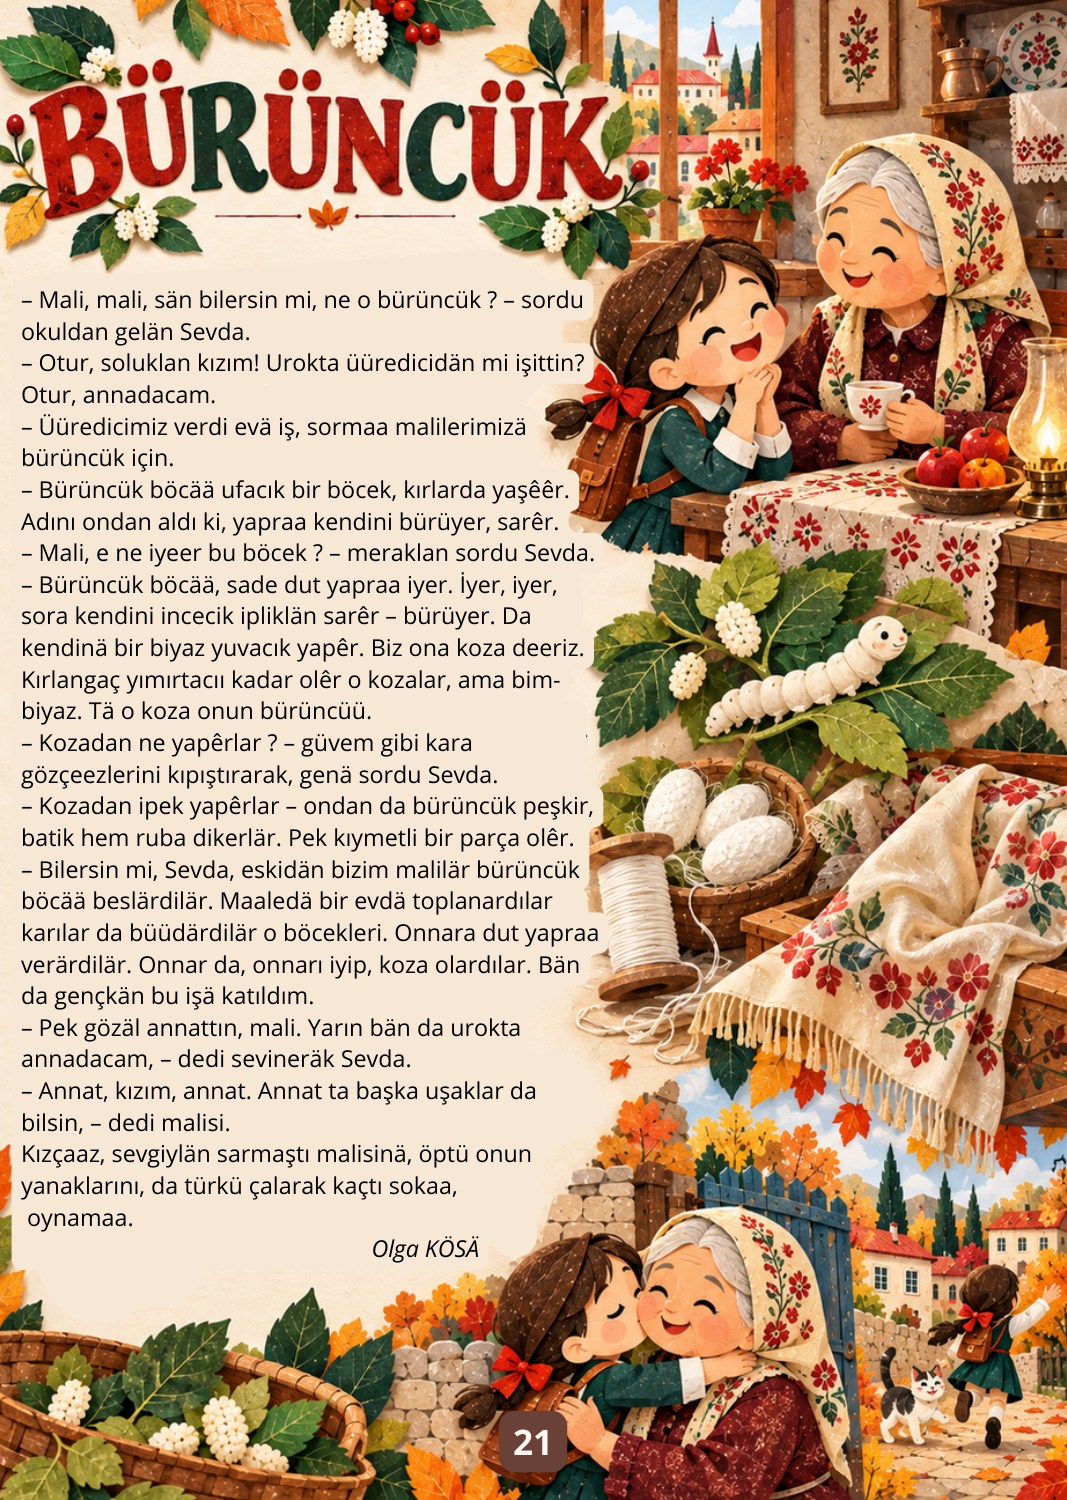 BÜRÜNCÜK
– Mali, mali, sän bilersin mi, ne o bürüncük ? – sordu
okuldan gelän Sevda.
– Otur, soluklan kızım! Urokta üüredicidän mi işittin?
Otur, annadacam.
– Üüredicimiz verdi evä iş, sormaa malilerimizä
bürüncük için.
– Bürüncük böcää ufacık bir böcek, kırlarda yaşêêr.
Adını ondan aldı ki, yapraa kendini bürüyer, sarêr.
– Mali, e ne iyeer bu böcek ? – meraklan sordu Sevda.
– Bürüncük böcää, sade dut yapraa iyer. İyer, iyer,
sora kendini incecik ipliklän sarêr – bürüyer. Da
kendinä bir biyaz yuvacık yapêr. Biz ona koza deeriz.
Kırlangaç yımırtacıı kadar olêr o kozalar, ama bim-
biyaz. Tä o koza onun bürüncüü.
– Kozadan ne yapêrlar ? – güvem gibi kara
gözçeezlerini kıpıştırarak, genä sordu Sevda.
– Kozadan ipek yapêrlar – ondan da bürüncük peşkir,
batik hem ruba dikerlär. Pek kıymetli bir parça olêr.
– Bilersin mi, Sevda, eskidän bizim malilär bürüncük
böcää beslärdilär. Maaledä bir evdä toplanardılar
karılar da büüdärdilär o böcekleri. Onnara dut yapraa
verärdilär. Onnar da, onnarı iyip, koza olardılar. Bän
da gençkän bu işä katıldım.
– Pek gözäl annattın, mali. Yarın bän da urokta
annadacam, – dedi sevineräk Sevda.
– Annat, kızım, annat. Annat ta başka uşaklar da
bilsin, – dedi malisi.
Kızçaaz, sevgiylän sarmaştı malisinä, öptü onun
yanaklarını, da türkü çalarak kaçtı sokaa,
oynamaa.
Olga KÖSÄ
21